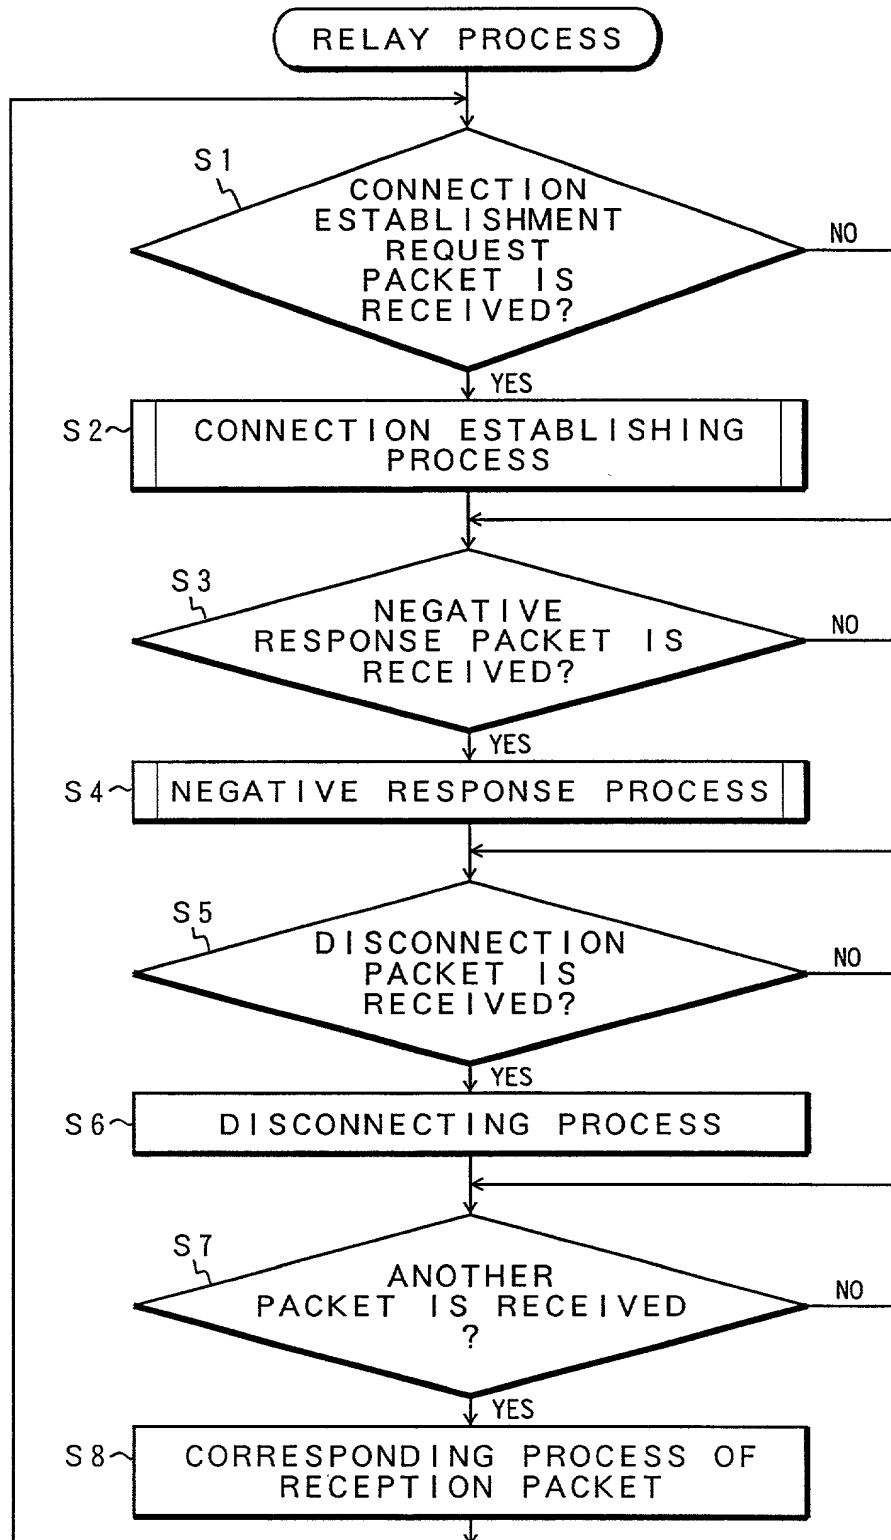 RELAY PROCESS
S1
CONNECTION
ESTABLISHMENT
REQUEST
PACKET IS
RECEIVED?
NO
YES
S2
CONNECTION ESTABLISHING
PROCESS
S3
NEGATIVE
RESPONSE PACKET IS
RECEIVED?
NO
YES
S4
NEGATIVE RESPONSE PROCESS
S5
DISCONNECTION
PACKET IS
RECEIVED?
NO
YES
S6
DISCONNECTING PROCESS
S7
ANOTHER
PACKET IS RECEIVED
?
NO
YES
S8
CORRESPONDING PROCESS OF
RECEPTION PACKET